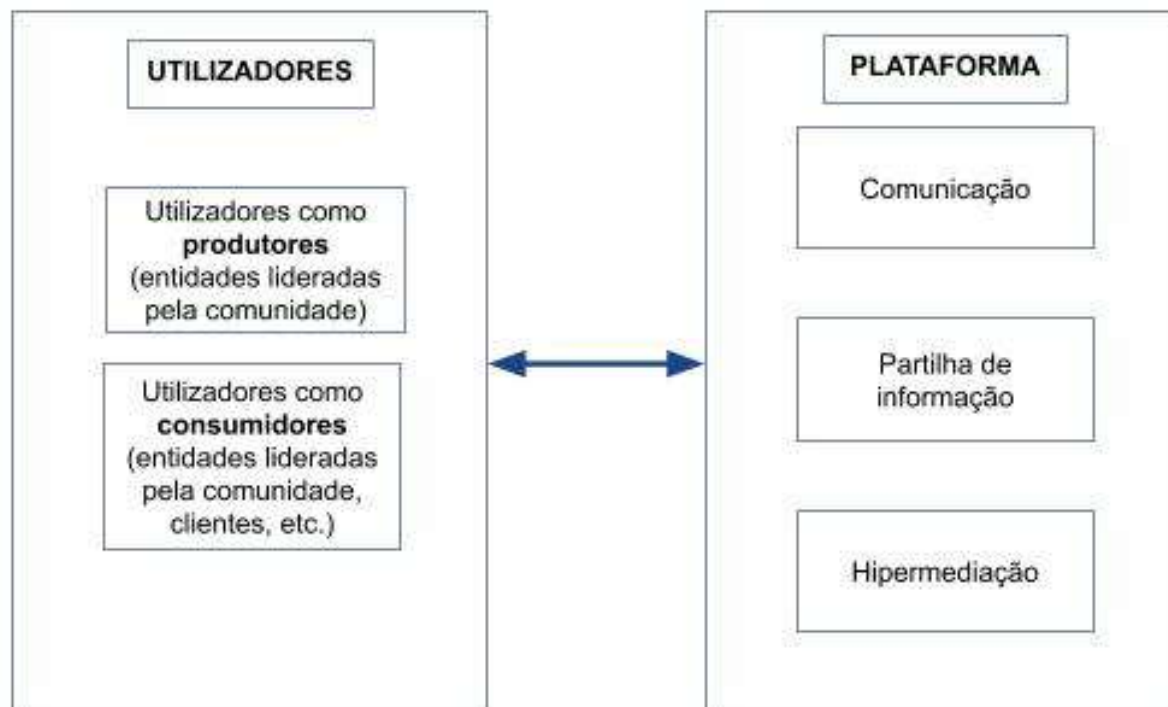 UTILIZADORES
Utilizadores como
produtores
(entidades lideradas
pela comunidade)
Utilizadores como
consumidores
(entidades lideradas
pela comunidade,
clientes, etc.)
PLATAFORMA
Comunicação
Partilha de
informação
Hipermediação